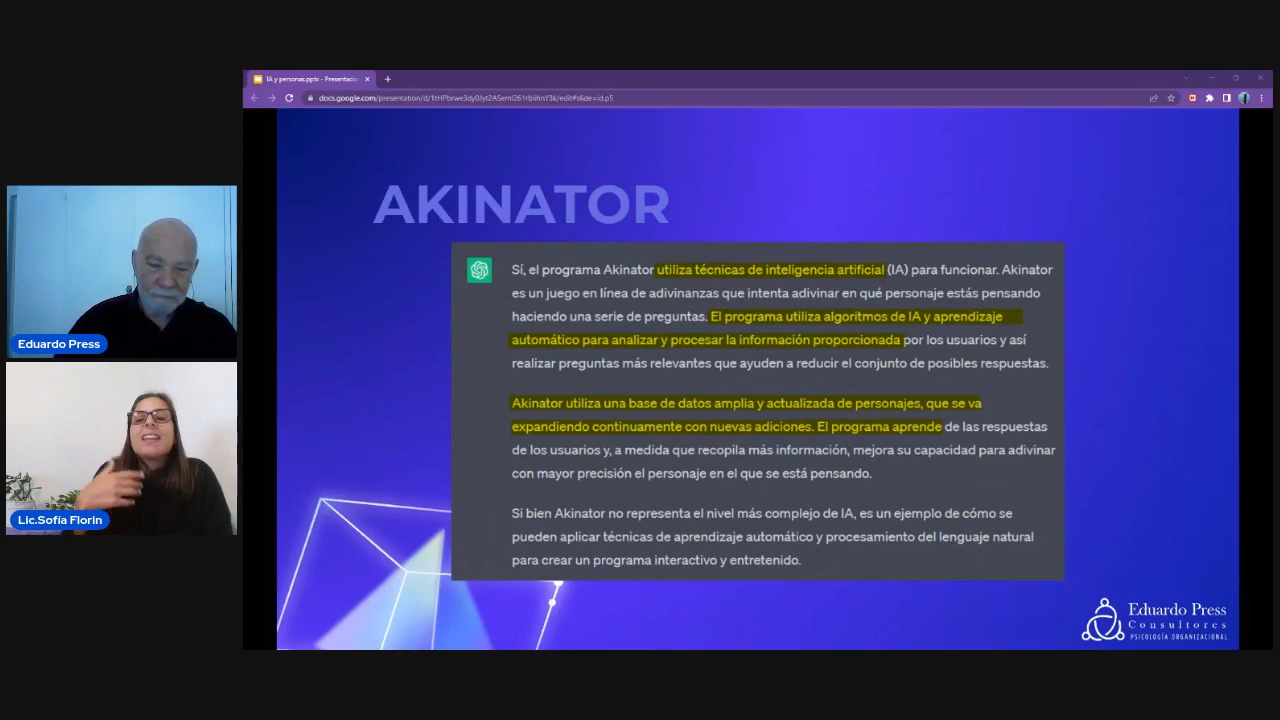 IA y personas.pptx - Presentacio
AKINATOR
Sí, el programa Akinator utiliza técnicas de inteligencia artificial (IA) para funcionar. Akinator
es un juego en línea de adivinanzas que intenta adivinar en qué personaje estás pensando
haciendo una serie de preguntas. El programa utiliza algoritmos de IA y aprendizaje
automático para analizar y procesar la información proporcionada por los usuarios y así
realizar preguntas más relevantes que ayuden a reducir el conjunto de posibles respuestas.
Akinator utiliza una base de datos amplia y actualizada de personajes, que se va
expandiendo continuamente con nuevas adiciones. El programa aprende de las respuestas
de los usuarios y, a medida que recopila más información, mejora su capacidad para adivinar
con mayor precisión el personaje en el que se está pensando.
Si bien Akinator no representa el nivel más complejo de IA, es un ejemplo de cómo se
pueden aplicar técnicas de aprendizaje automático y procesamiento del lenguaje natural
para crear un programa interactivo y entretenido.
Eduardo Press
Lic.Sofía Florin
Eduardo Press
Consultores
PSICOLOGÍA ORGANIZACIONAL